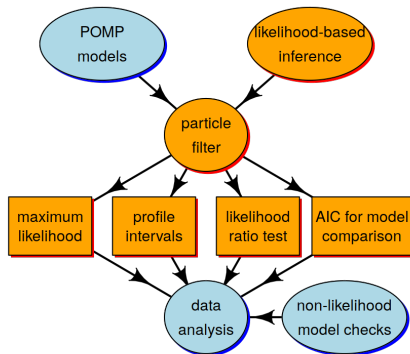 POMP
models
likelihood-based
inference
particle
filter
maximum
likelihood
profile
intervals
likelihood
ratio test
AIC for model
comparison
data
analysis
non-likelihood
model checks